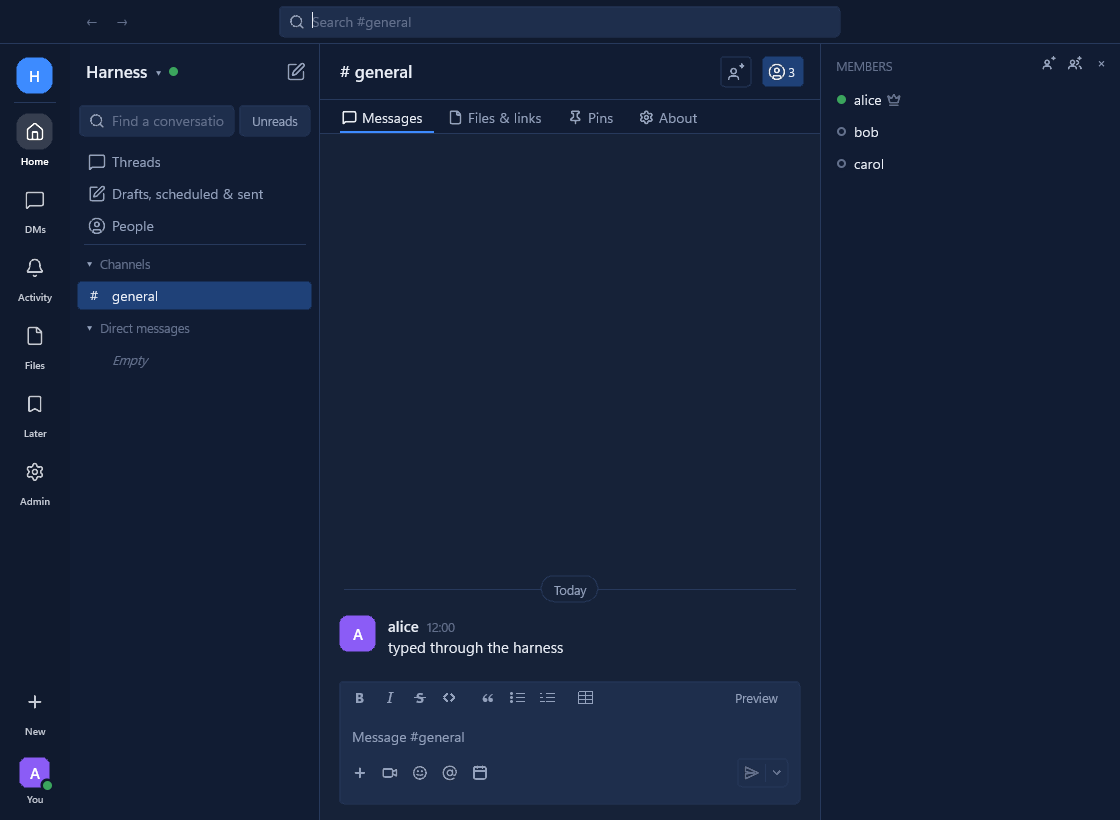 ← →
Search #general
H
Home
DMs
Activity
Files
Later
Admin
New
A
You
Harness
Find a conversatio
Unreads
Threads
Drafts, scheduled & sent
People
Channels
# general
Direct messages
Empty
# general
3
Messages
Files & links
Pins
About
Today
A
alice 12:00
typed through the harness
B I S
Preview
Message #general
MEMBERS
×
alice
bob
carol